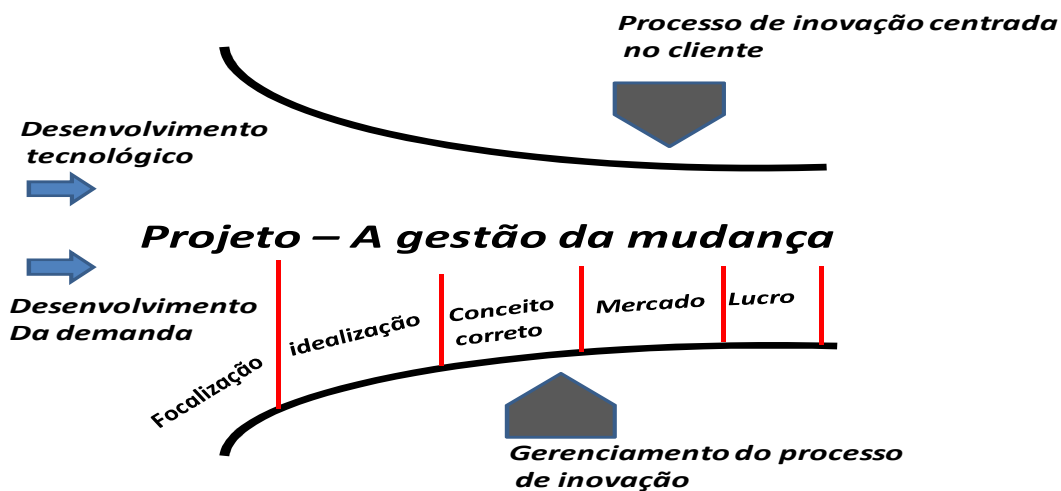 Processo de inovação centrada
no cliente
Desenvolvimento
tecnológico
Projeto – A gestão da mudança
Desenvolvimento
Da demanda
Focalização
idealização
Conceito
correto
Mercado
Lucro
Gerenciamento do processo
de inovação